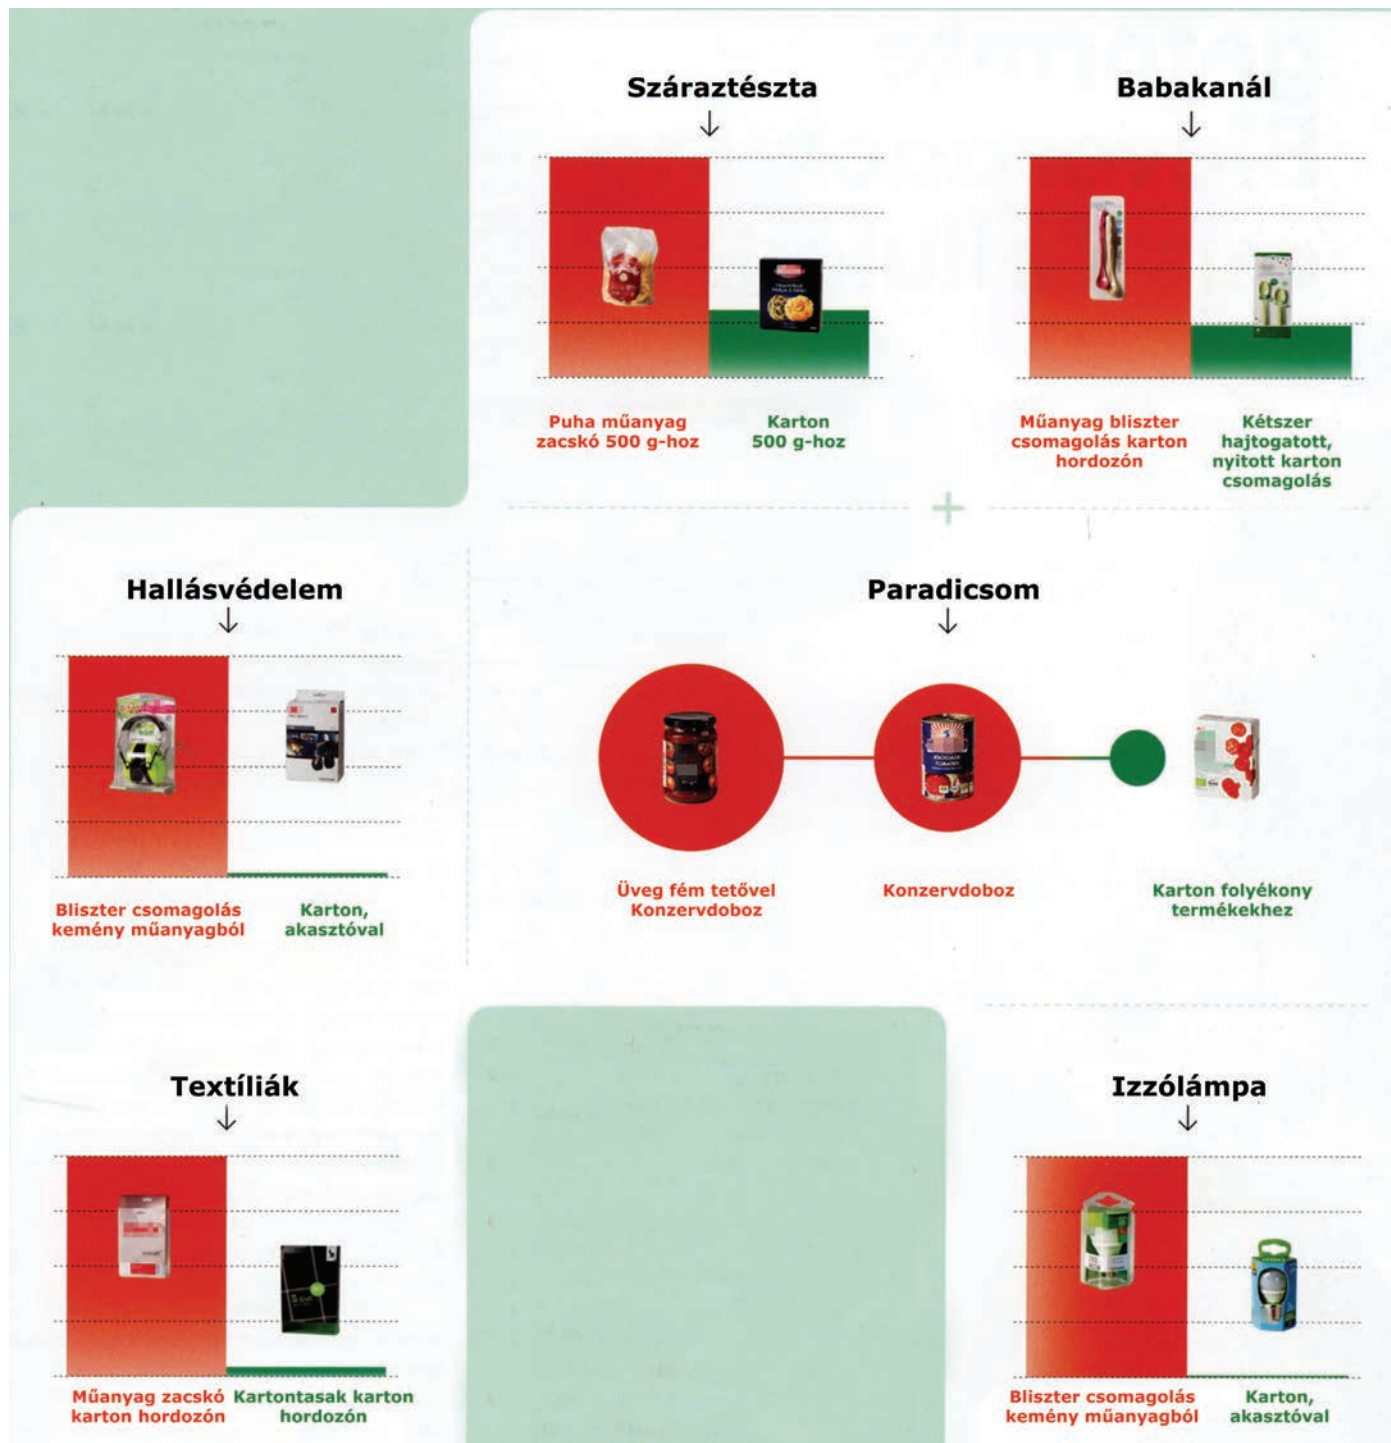 Száraztészta
Puha műanyag
zacskó 500 g-hoz
Karton
500 g-hoz
Babakanál
Műanyag bliszter
csomagolás karton
hordozón
Kétszer
hajtogatott,
nyitott karton
csomagolás
Hallásvédelem
Bliszter csomagolás
kemény műanyagból
Karton,
akasztóval
Paradicsom
Üveg fém tetővel
Konzervdoboz
Konzervdoboz
Karton folyékony
termékekhez
Textíliák
Műanyag zacskó
karton hordozón
Kartontasak karton
hordozón
Izzólámpa
Bliszter csomagolás
kemény műanyagból
Karton,
akasztóval